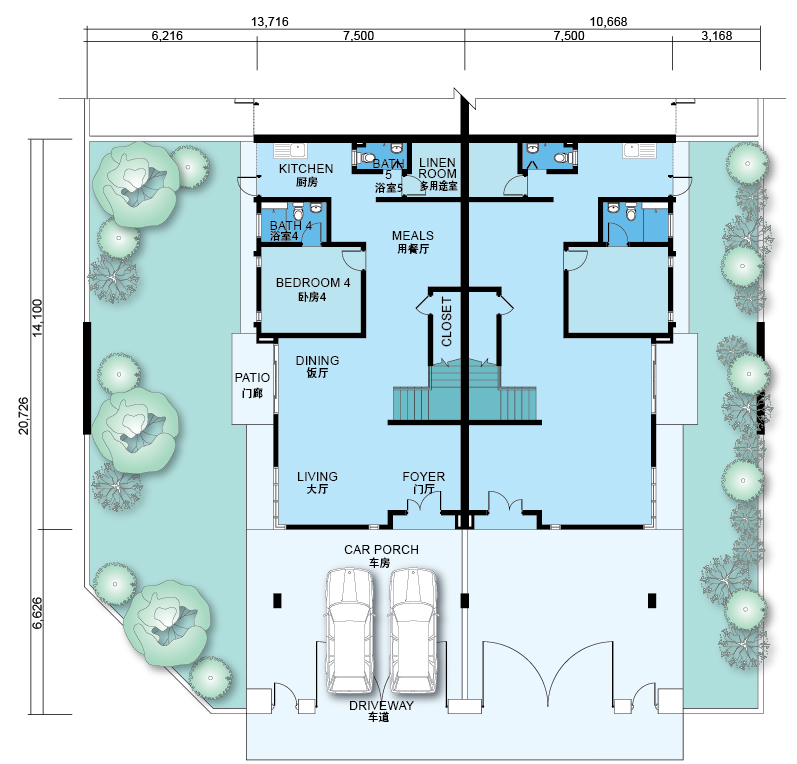 13,716
10,668
6,216
7,500
7,500
3,168
KITCHEN
厨房
BATH
5
浴室5
LINEN
ROOM
多用途室
BATH 4
浴室4
MEALS
用餐厅
BEDROOM 4
卧房4
CLOSET
14,100
20,726
6,626
DINING
饭厅
PATIO
门廊
LIVING
大厅
FOYER
门厅
CAR PORCH
车房
DRIVEWAY
车道